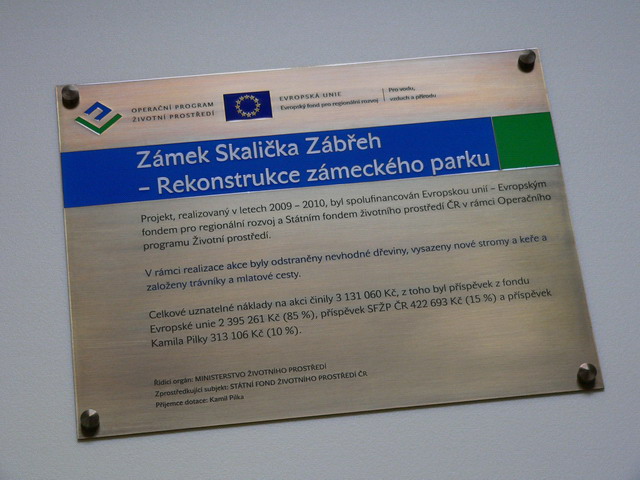 OPERAČNÍ PROGRAM
ŽIVOTNÍ PROSTŘEDÍ
EVROPSKÁ UNIE
Evropský fond pro regionální rozvoj
Pro vodu,
vzduch a přírodu
Zámek Skalička Zábřeh
– Rekonstrukce zámeckého parku
Projekt, realizovaný v letech 2009 – 2010, byl spolufinancován Evropskou unií – Evropským
fondem pro regionální rozvoj a Státním fondem životního prostředí ČR v rámci Operačního
programu Životní prostředí.
V rámci realizace akce byly odstraněny nevhodné dřeviny, vysazeny nové stromy a keře a
založeny trávníky a mlatové cesty.
Celkové uznatelné náklady na akci činily 3 131 060 Kč, z toho byl příspěvek z fondu
Evropské unie 2 395 261 Kč (85 %), příspěvek SFŽP ČR 422 693 Kč (15 %) a příspěvek
Kamila Pilky 313 106 Kč (10 %).
Řídící orgán: MINISTERSTVO ŽIVOTNÍHO PROSTŘEDÍ
Zprostředkující subjekt: STÁTNÍ FOND ŽIVOTNÍHO PROSTŘEDÍ ČR
Příjemce dotace: Kamil Pilka